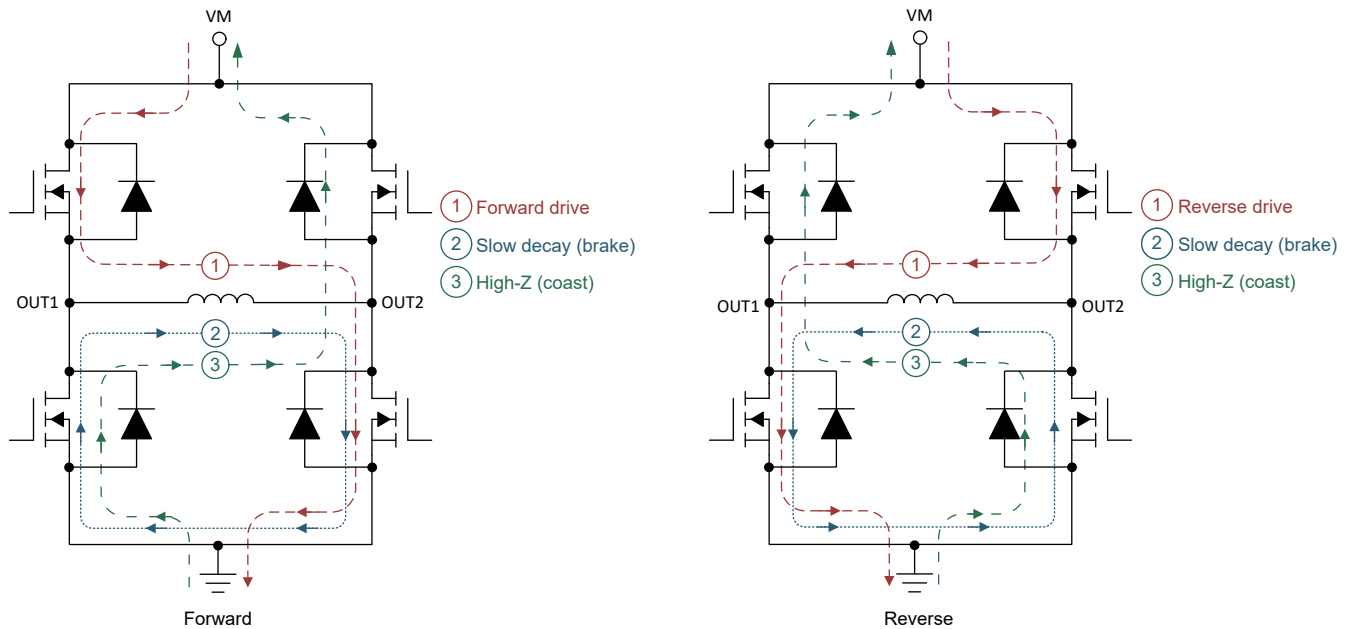 VM
1 Forward drive
2 Slow decay (brake)
3 High-Z (coast)
1
OUT1
OUT2
2
3
Forward
VM
1 Reverse drive
2 Slow decay (brake)
3 High-Z (coast)
1
OUT1
OUT2
2
3
Reverse